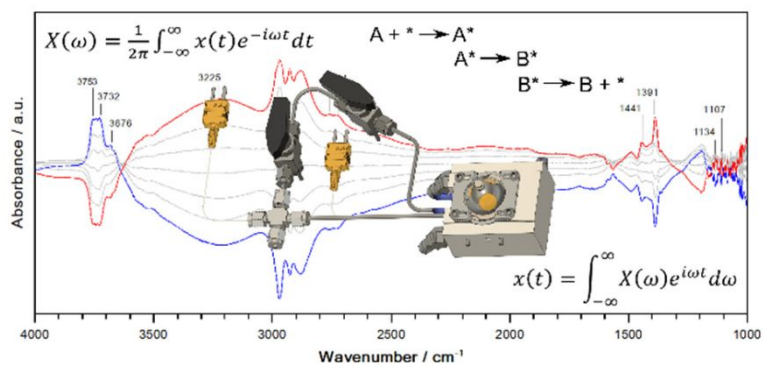 X(ω) = 1/2π ∫_{-∞}^{∞} x(t)e^{-iωt}dt
A + * → A*
A* → B*
B* → B + *
3753
3732
3676
3225
1441
1391
1134
1107
Absorbance / a.u.
x(t) = ∫_{-∞}^{∞} X(ω)e^{iωt}dω
4000 3500 3000 2500 2000 1500 1000
Wavenumber / cm⁻¹